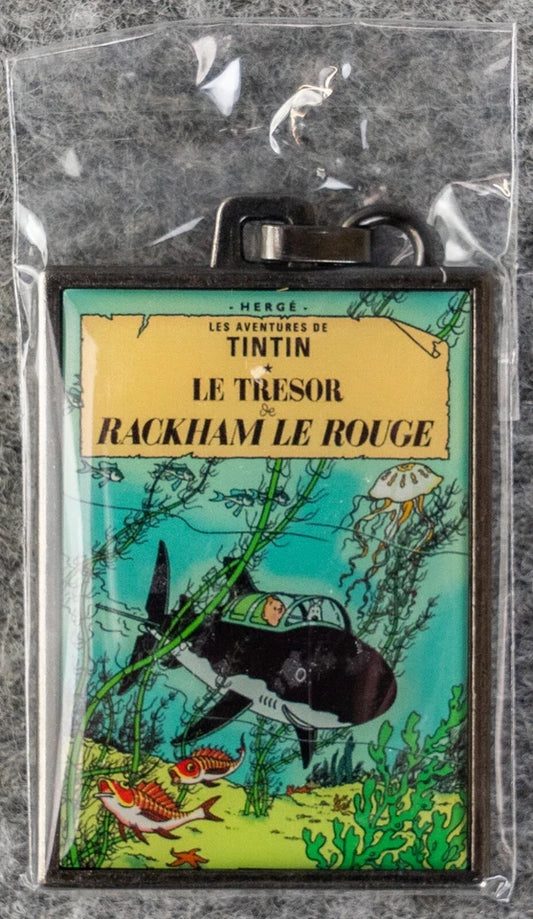 - HERGÉ -
LES AVENTURES DE
TINTIN
★
LE TRESOR
de
RACKHAM LE ROUGE